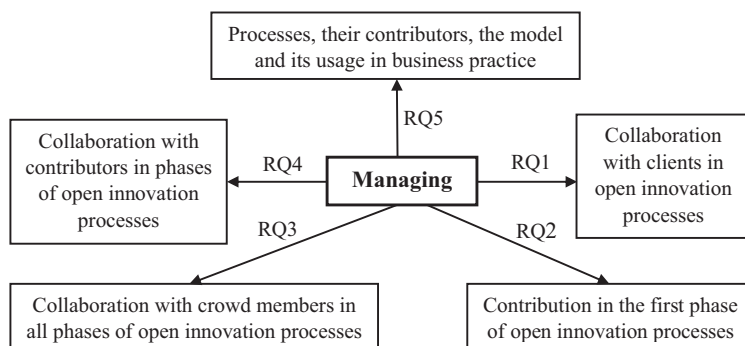 Processes, their contributors, the model
and its usage in business practice
RQ5
Collaboration with
contributors in phases
of open innovation
processes
RQ4
Managing
RQ1
Collaboration
with clients in
open innovation
processes
RQ3
RQ2
Collaboration with crowd members in
all phases of open innovation processes
Contribution in the first phase
of open innovation processes